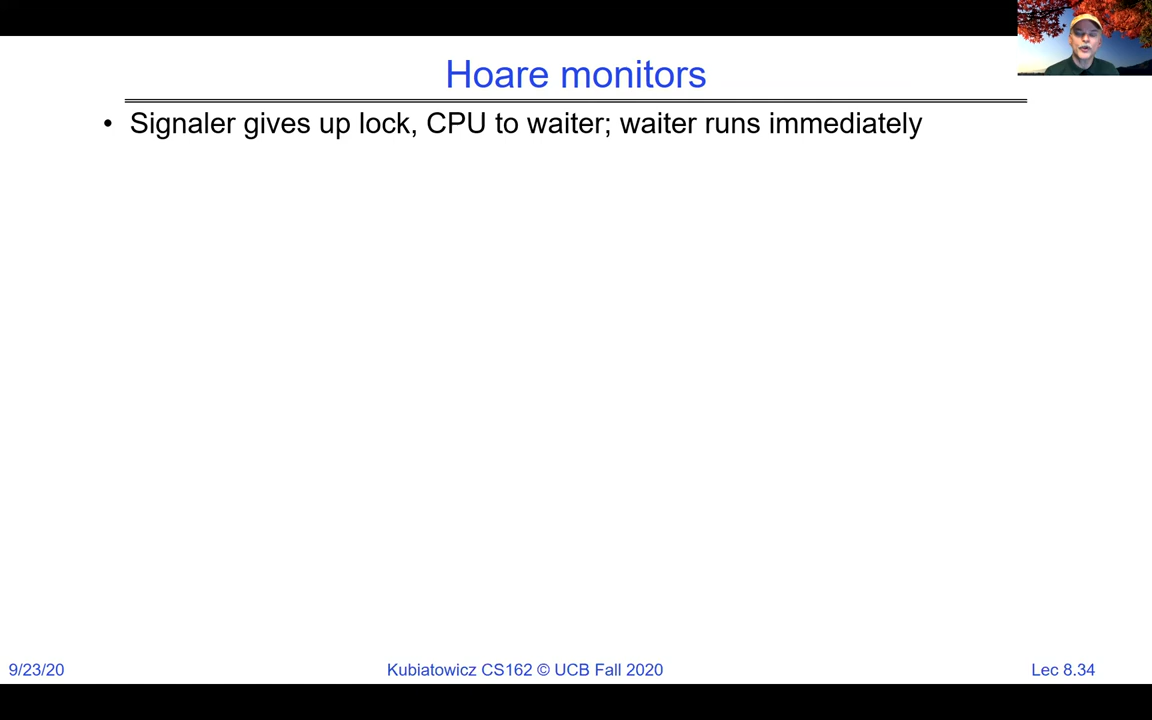 Hoare monitors
• Signaler gives up lock, CPU to waiter; waiter runs immediately
9/23/20
Kubiatowicz CS162 © UCB Fall 2020
Lec 8.34